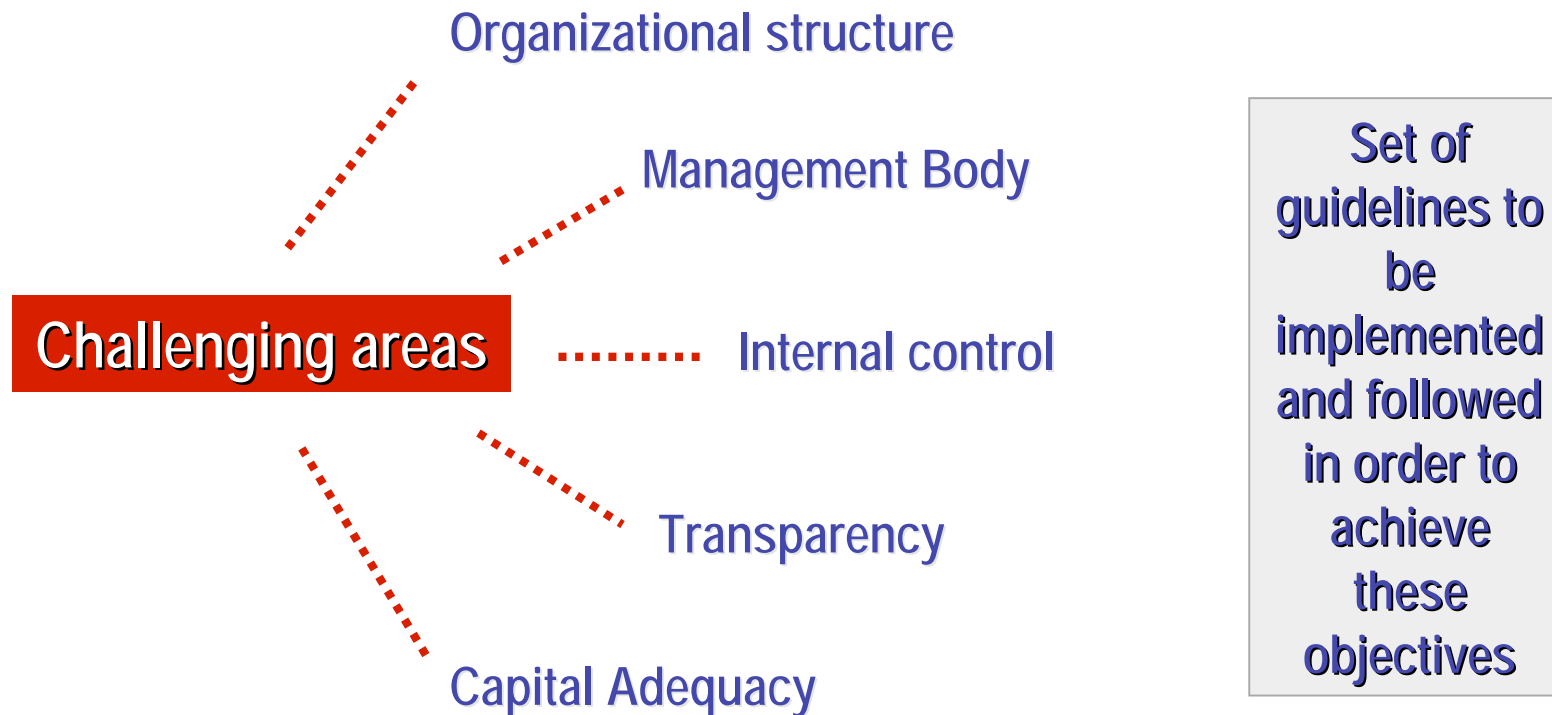 Organizational structure
Management Body
Challenging areas
Internal control
Transparency
Capital Adequacy
Set of
guidelines to
be
implemented
and followed
in order to
achieve
these
objectives